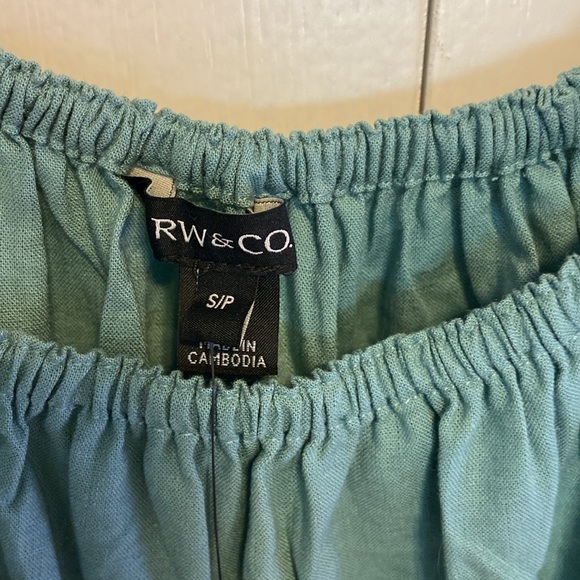 RW & CO.
S/P
MADE IN
CAMBODIA